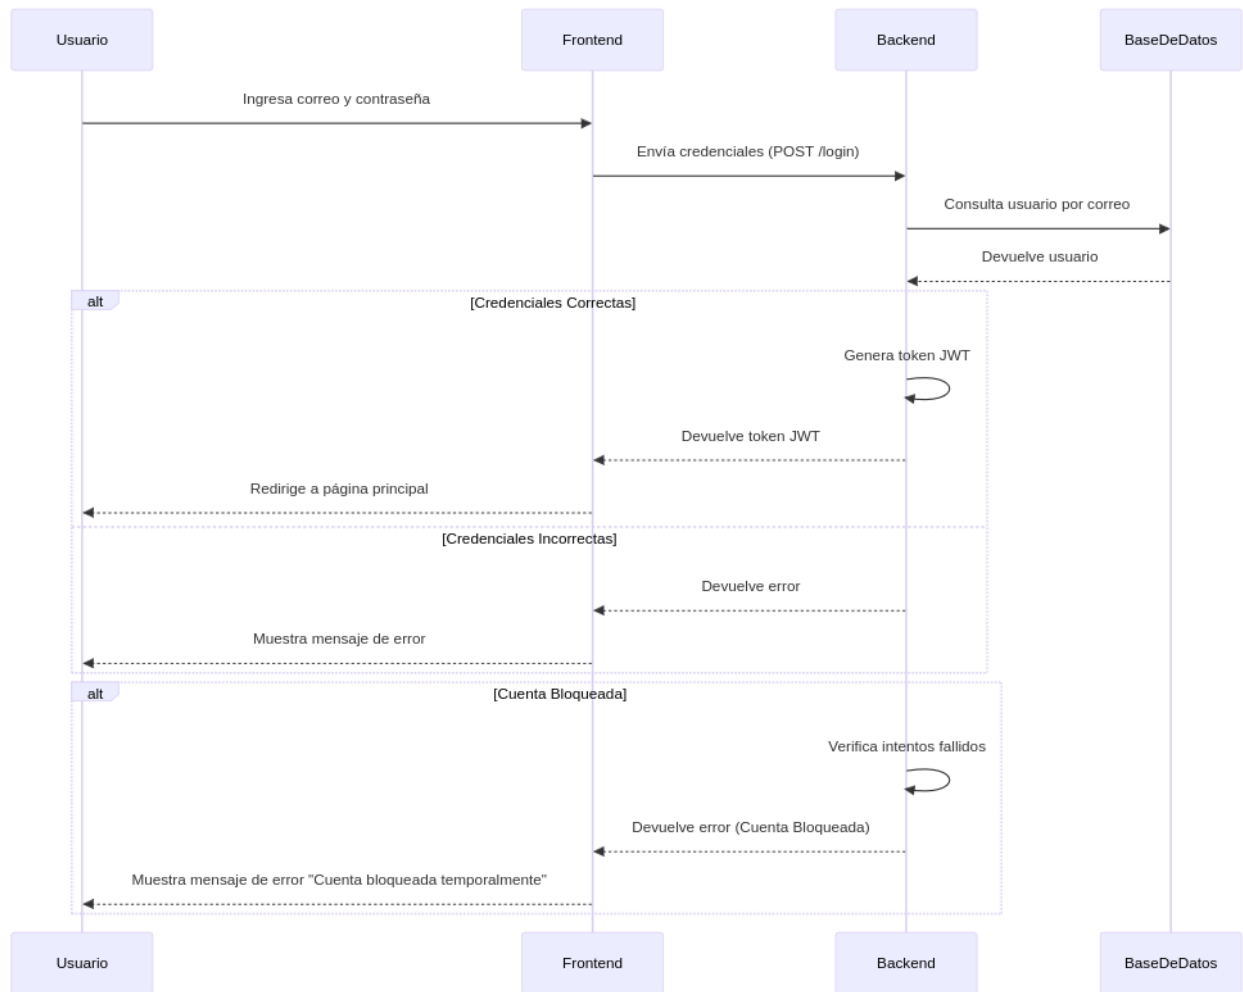 Usuario
Frontend
Backend
BaseDeDatos
Ingresa correo y contraseña
Envía credenciales (POST /login)
Consulta usuario por correo
Devuelve usuario
alt
[Credenciales Correctas]
Genera token JWT
Devuelve token JWT
Redirige a página principal
[Credenciales Incorrectas]
Devuelve error
Muestra mensaje de error
alt
[Cuenta Bloqueada]
Verifica intentos fallidos
Devuelve error (Cuenta Bloqueada)
Muestra mensaje de error "Cuenta bloqueada temporalmente"
Usuario
Frontend
Backend
BaseDeDatos